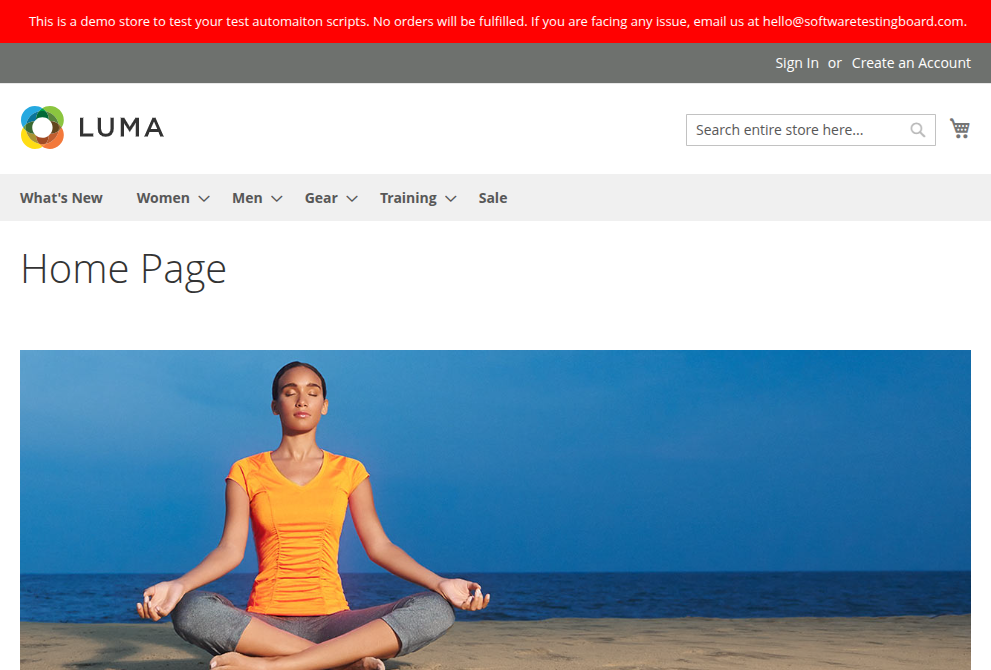 This is a demo store to test your test automaiton scripts. No orders will be fulfilled. If you are facing any issue, email us at hello@softwaretestingboard.com.
Sign In or Create an Account
LUMA
Search entire store here...
What's New Women Men Gear Training Sale
Home Page